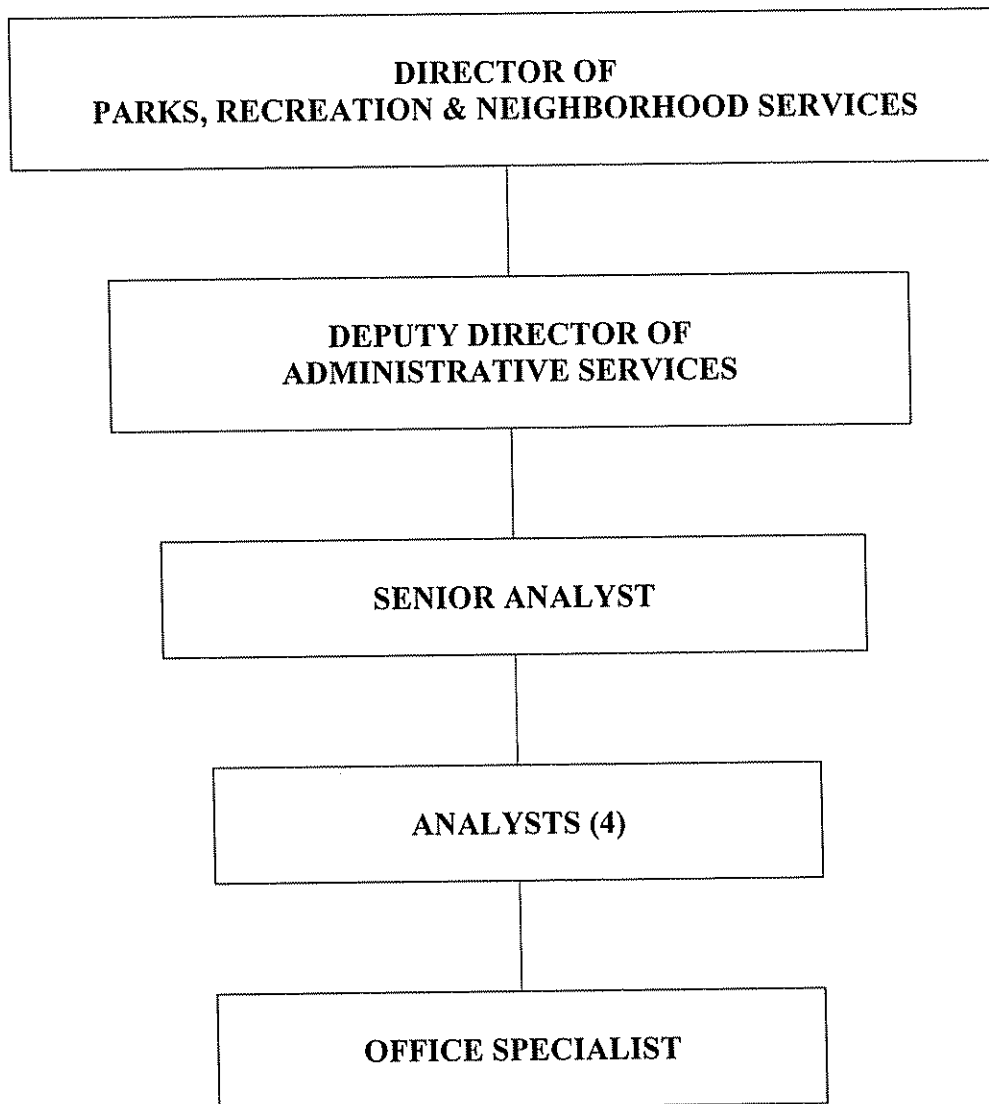 DIRECTOR OF
PARKS, RECREATION & NEIGHBORHOOD SERVICES
DEPUTY DIRECTOR OF
ADMINISTRATIVE SERVICES
SENIOR ANALYST
ANALYSTS (4)
OFFICE SPECIALIST